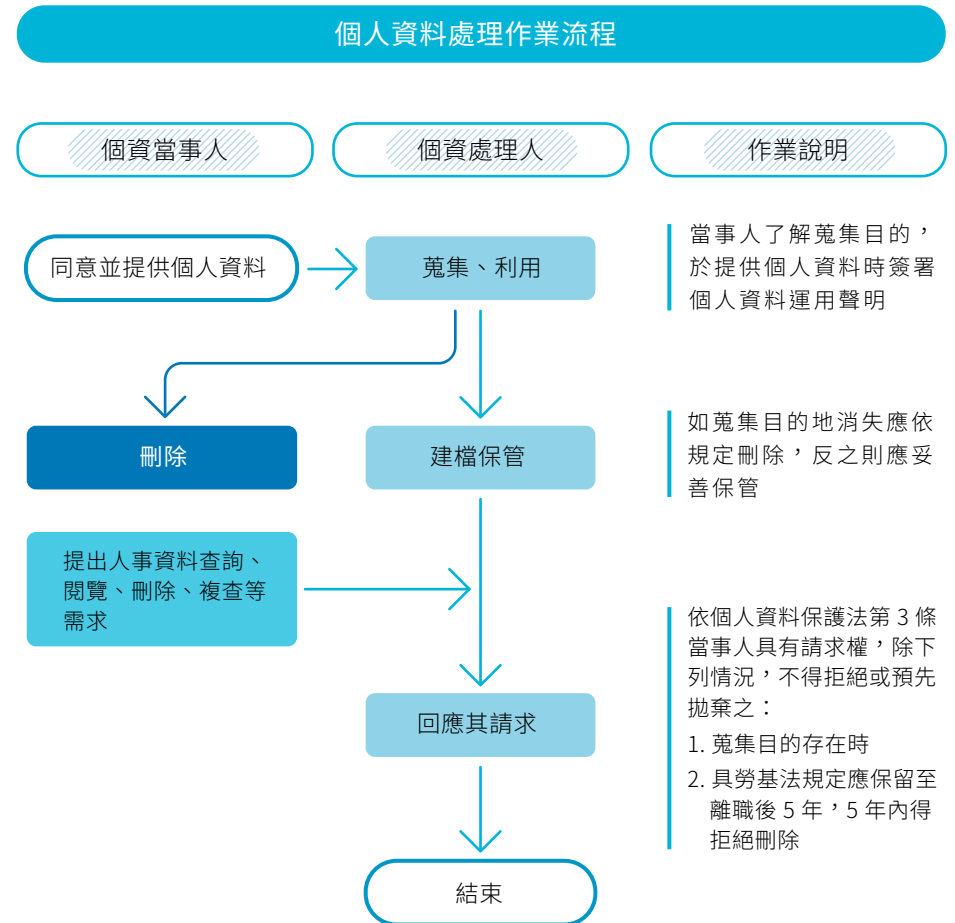 個人資料處理作業流程
個資當事人
個資處理人
作業說明
同意並提供個人資料
蒐集、利用
當事人了解蒐集目的，
於提供個人資料時簽署
個人資料運用聲明
刪除
建檔保管
如蒐集目的地消失應依
規定刪除，反之則應妥
善保管
提出人事資料查詢、
閱覽、刪除、複查等
需求
依個人資料保護法第 3 條
當事人具有請求權，除下
列情況，不得拒絕或預先
拋棄之：
1. 蒐集目的存在時
2. 具勞基法規定應保留至
離職後 5 年，5 年內得
拒絕刪除
回應其請求
結束